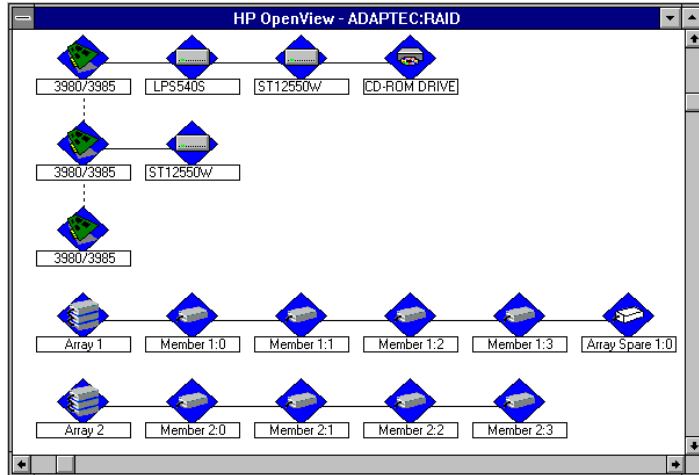 HP OpenView - ADAPTEC:RAID
3980/3985 LPS540S ST12550W CD-ROM DRIVE
3980/3985 ST12550W
3980/3985
Array 1 Member 1:0 Member 1:1 Member 1:2 Member 1:3 Array Spare 1:0
Array 2 Member 2:0 Member 2:1 Member 2:2 Member 2:3